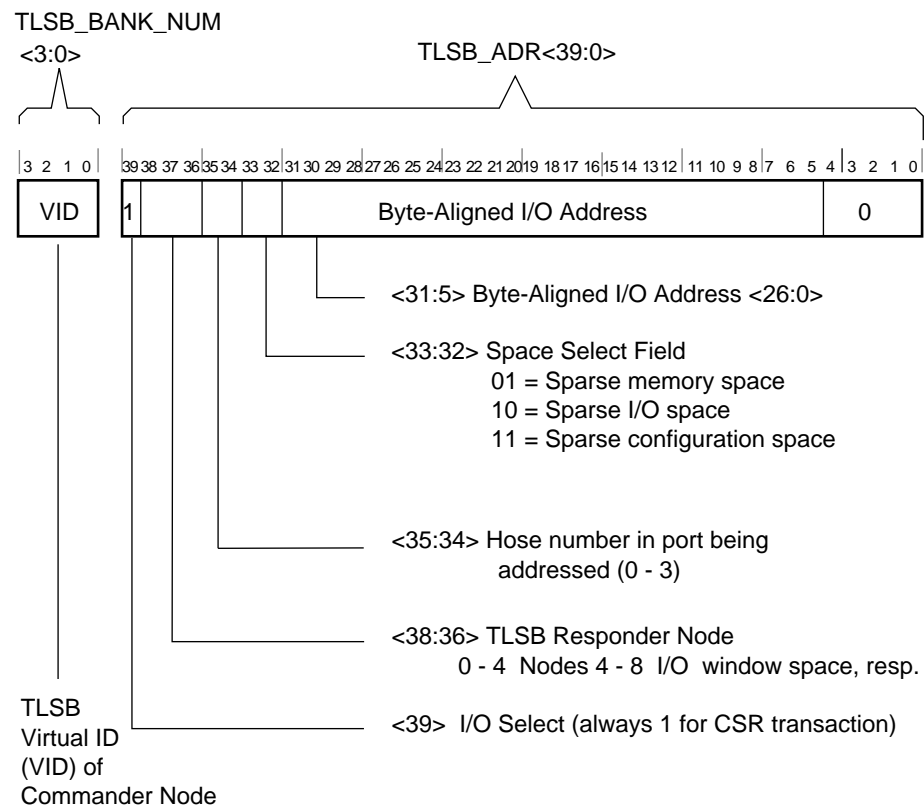 TLSB_BANK_NUM
<3:0>
TLSB_ADR<39:0>
3 2 1 0 39 38 37 36 35 34 33 32 31 30 29 28 27 26 25 24 23 22 21 20 19 18 17 16 15 14 13 12 11 10 9 8 7 6 5 4 3 2 1 0
VID 1 Byte-Aligned I/O Address 0
<31:5> Byte-Aligned I/O Address <26:0>
<33:32> Space Select Field
01 = Sparse memory space
10 = Sparse I/O space
11 = Sparse configuration space
<35:34> Hose number in port being
addressed (0 - 3)
<38:36> TLSB Responder Node
0 - 4 Nodes 4 - 8 I/O window space, resp.
<39> I/O Select (always 1 for CSR transaction)
TLSB
Virtual ID
(VID) of
Commander Node